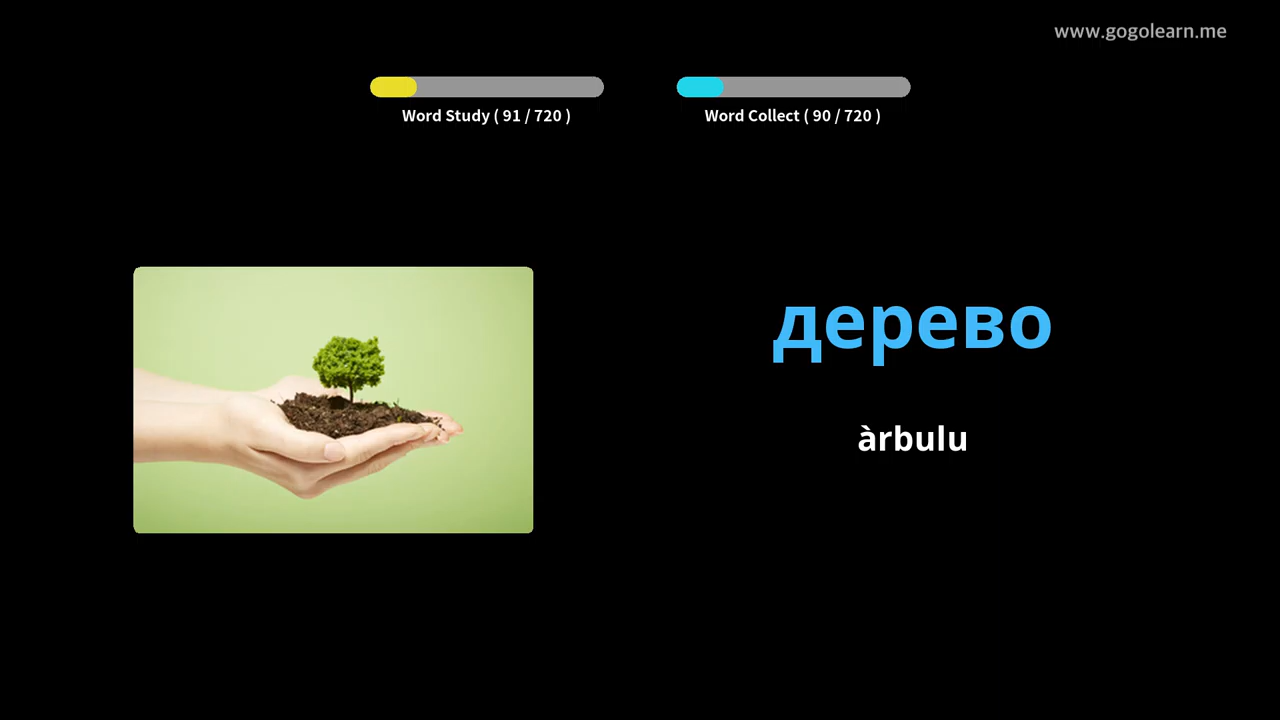 www.gogolearn.me
Word Study ( 91 / 720 )
Word Collect ( 90 / 720 )
дерево
àrbulu